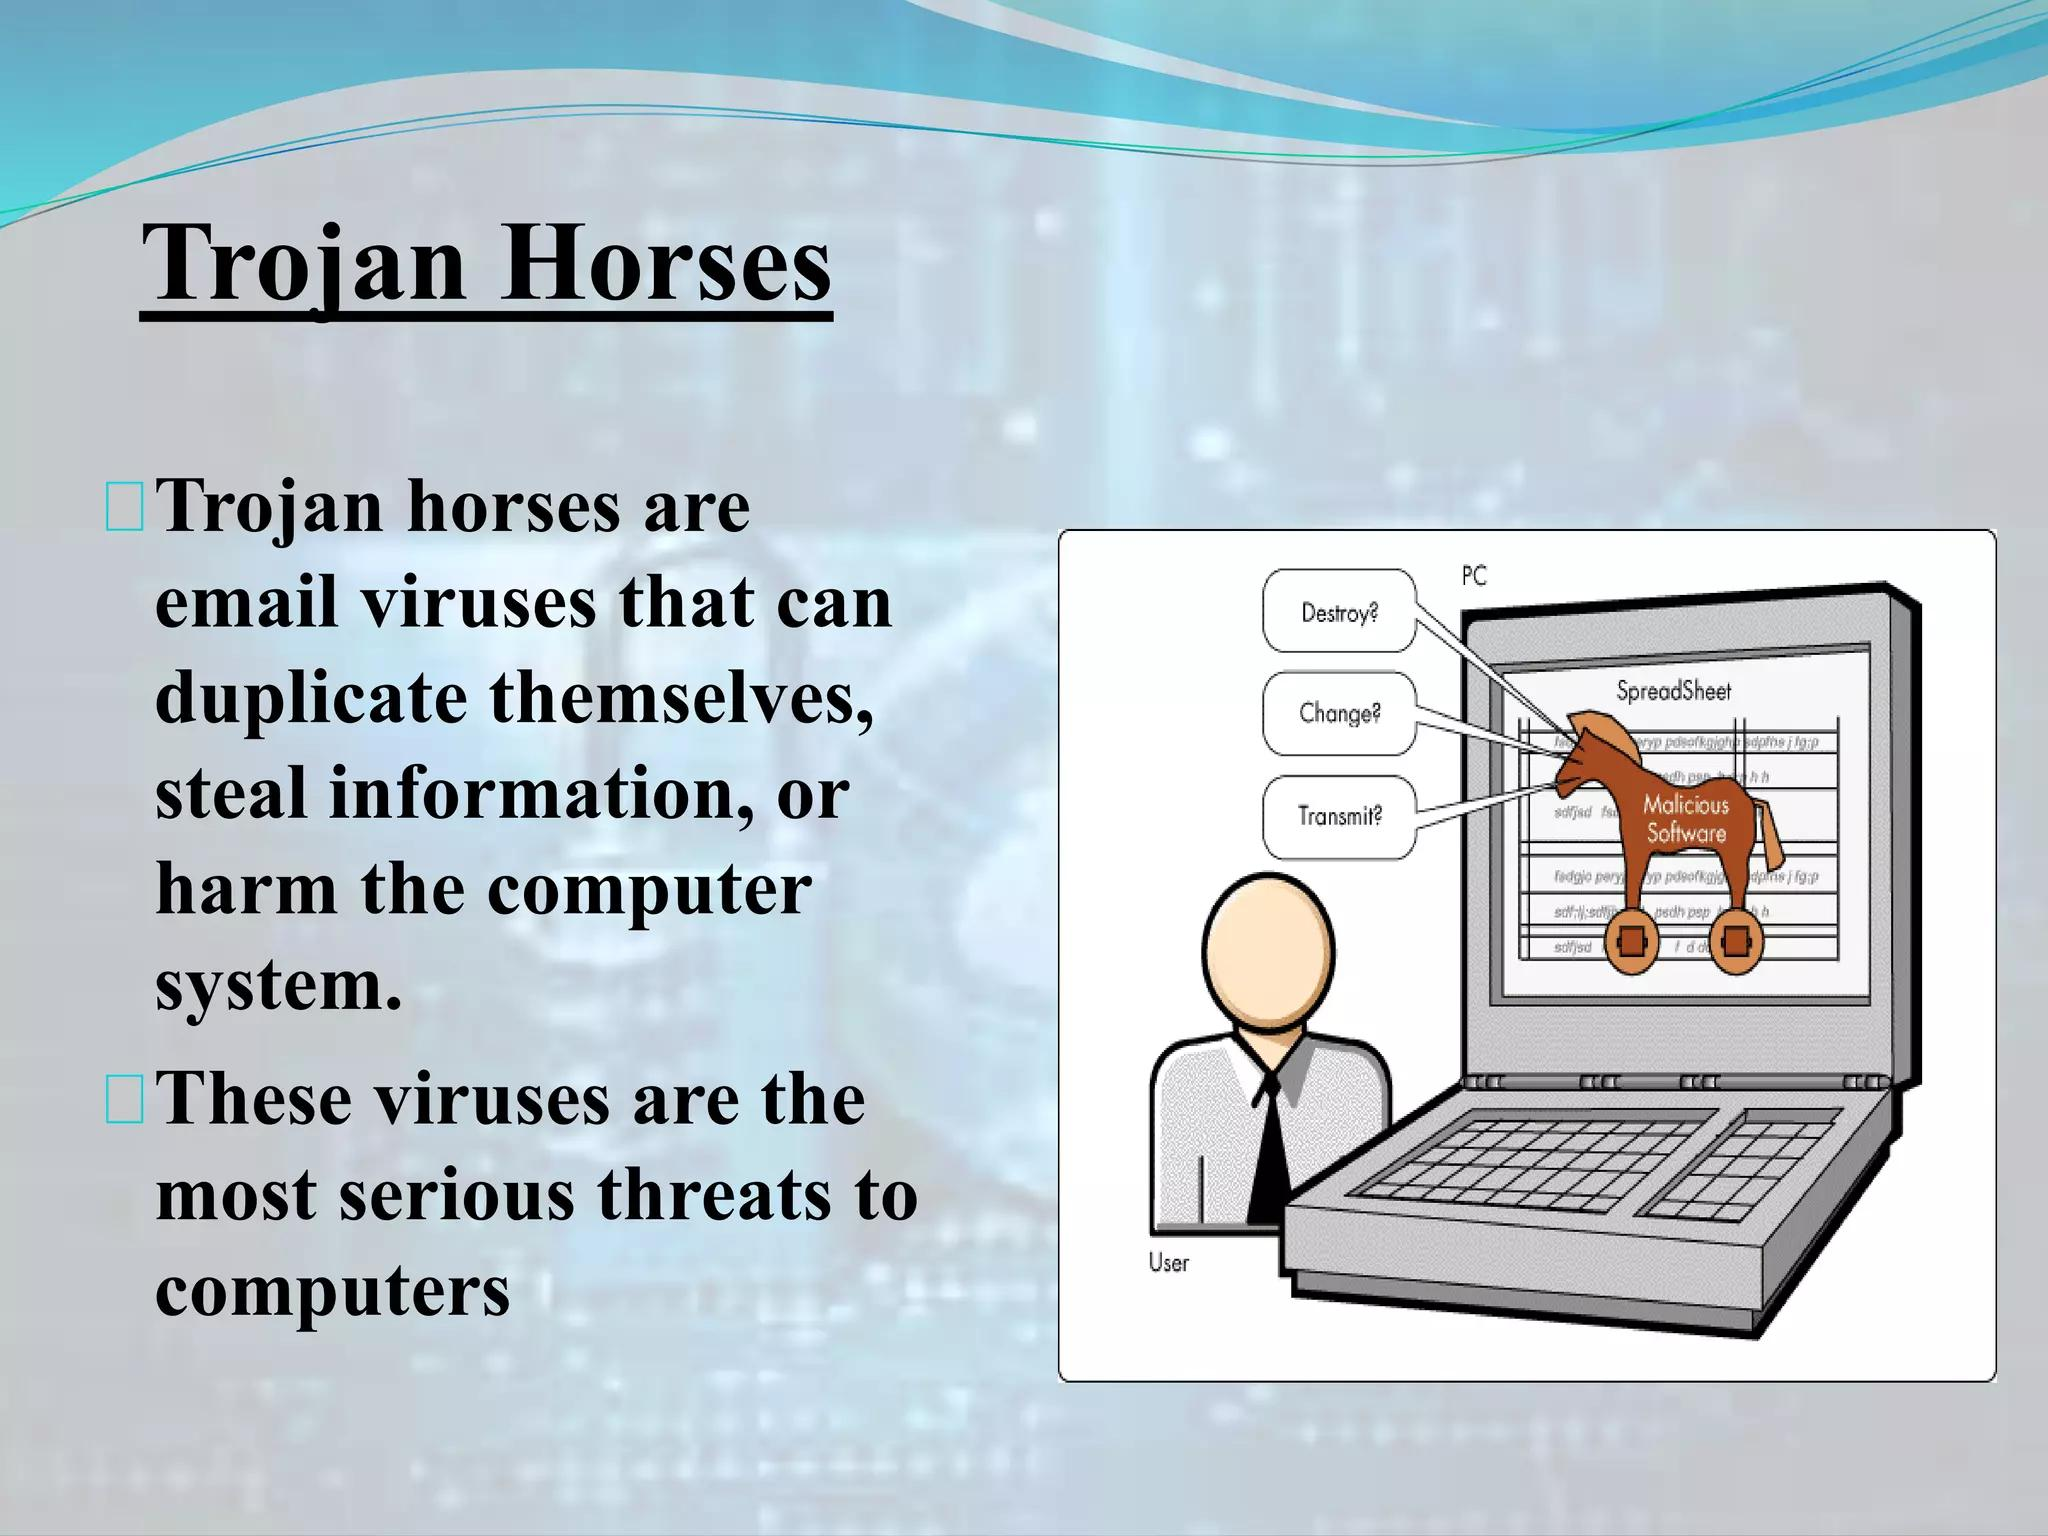 Trojan Horses
Trojan horses are
email viruses that can
duplicate themselves,
steal information, or
harm the computer
system.
These viruses are the
most serious threats to
computers
PC
Destroy?
Change?
Transmit?
SpreadSheet
Malicious
Software
User